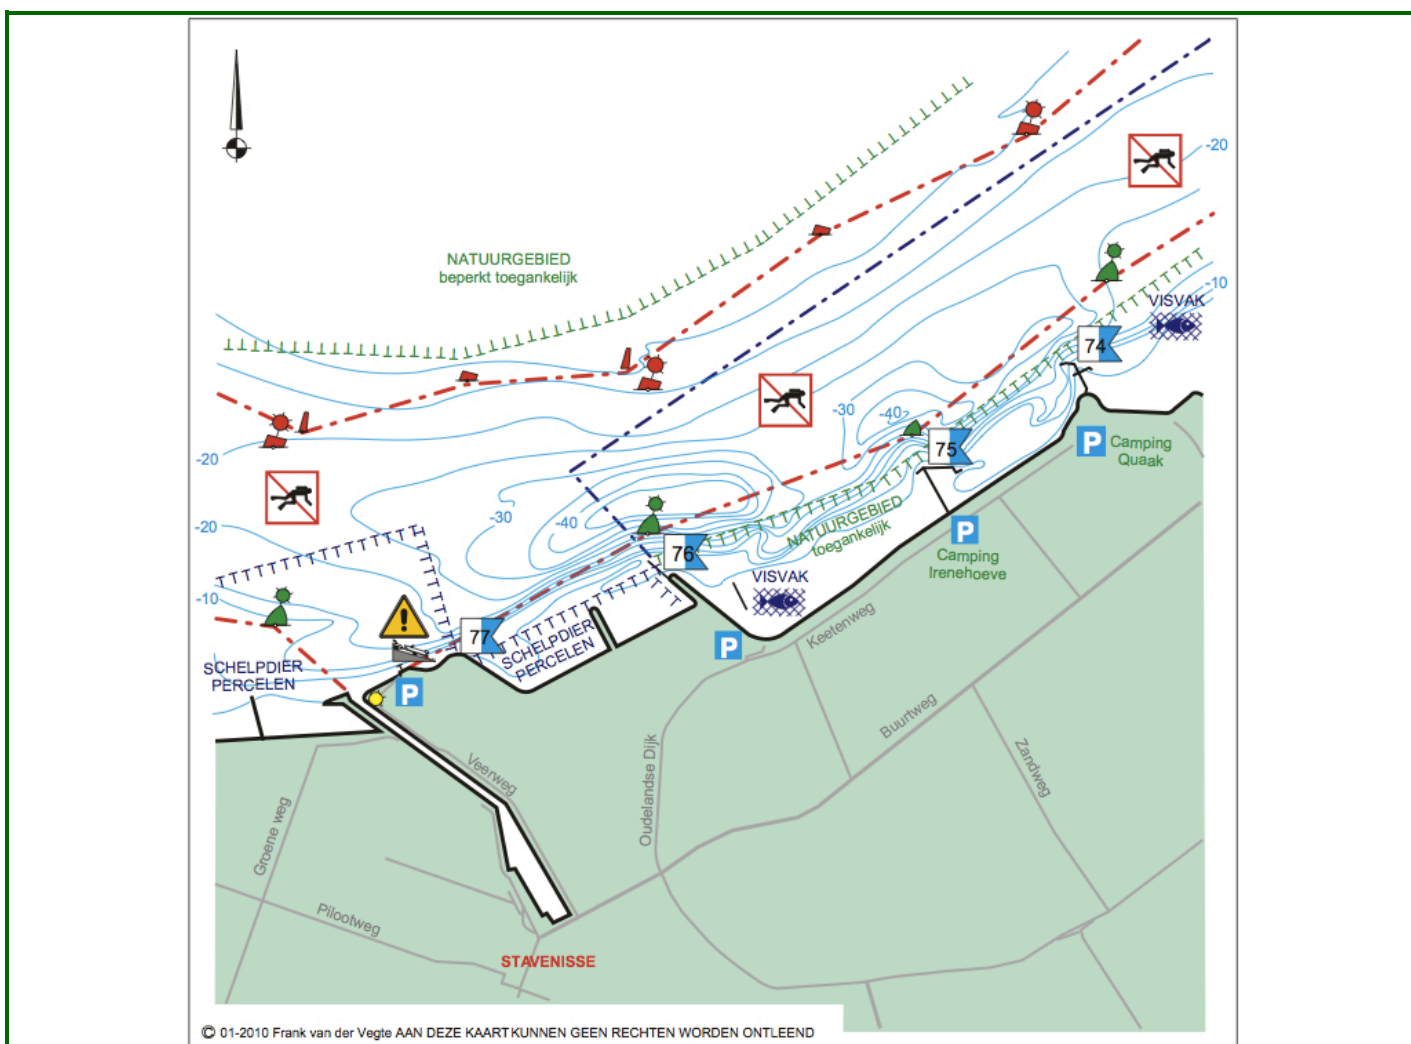 -20
NATUURGEBIED
beperkt toegankelijk
-10
VISVAK
74
-30
-40
75
Camping
Quaak
-20
-30
-40
NATUURGEBIED
toegankelijk
-20
76
Camping
Irenehoeve
VISVAK
-10
77
SCHELPDIER
PERCELEN
Keetenweg
SCHELPDIER
PERCELEN
P
P
P
P
Buurtweg
Veerweg
Oudelandse Dijk
Zandweg
Groene weg
Pilootweg
STAVENISSE
© 01-2010 Frank van der Vegte AAN DEZE KAART KUNNEN GEEN RECHTEN WORDEN ONTLEEND